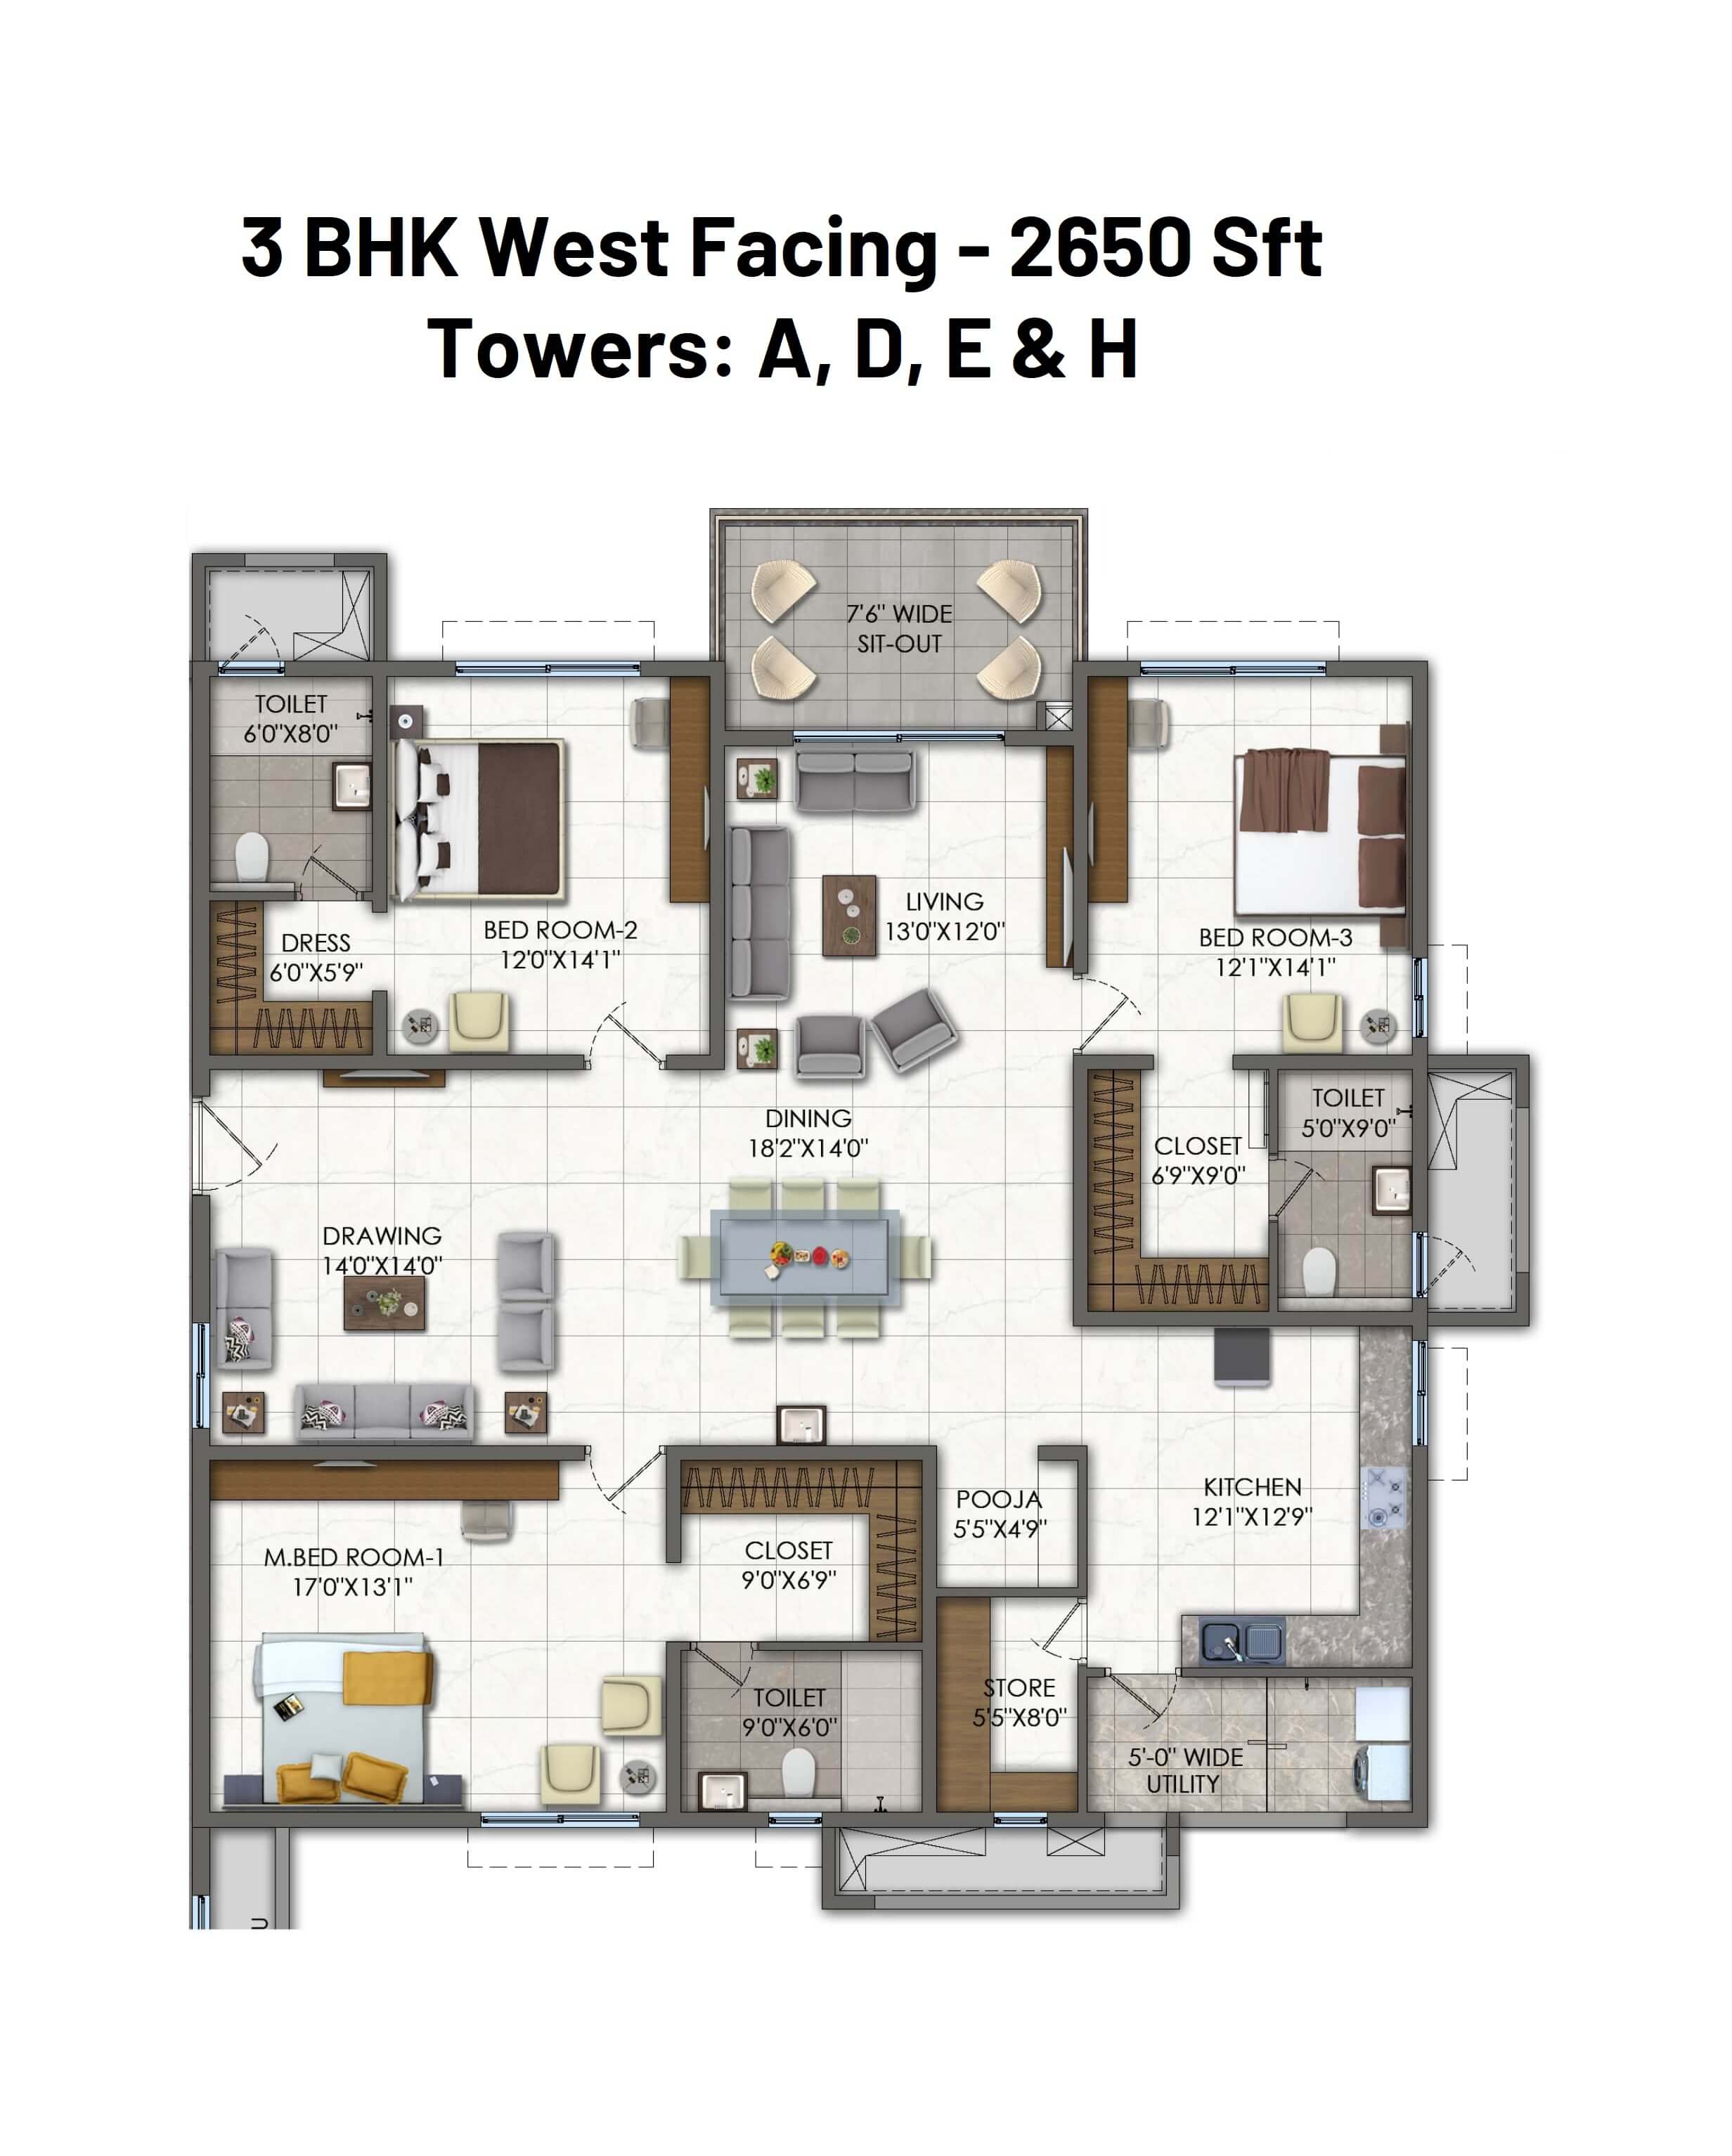 3 BHK West Facing - 2650 Sft
Towers: A, D, E & H
7'6" WIDE
SIT-OUT
TOILET
6'0"X8'0"
BED ROOM-2
12'0"X14'1"
DRESS
6'0"X5'9"
LIVING
13'0"X12'0"
BED ROOM-3
12'1"X14'1"
DINING
18'2"X14'0"
CLOSET
6'9"X9'0"
TOILET
5'0"X9'0"
DRAWING
14'0"X14'0"
M.BED ROOM-1
17'0"X13'1"
CLOSET
9'0"X6'9"
POOJA
5'5"X4'9"
KITCHEN
12'1"X12'9"
TOILET
9'0"X6'0"
STORE
5'5"X8'0"
5'-0" WIDE
UTILITY